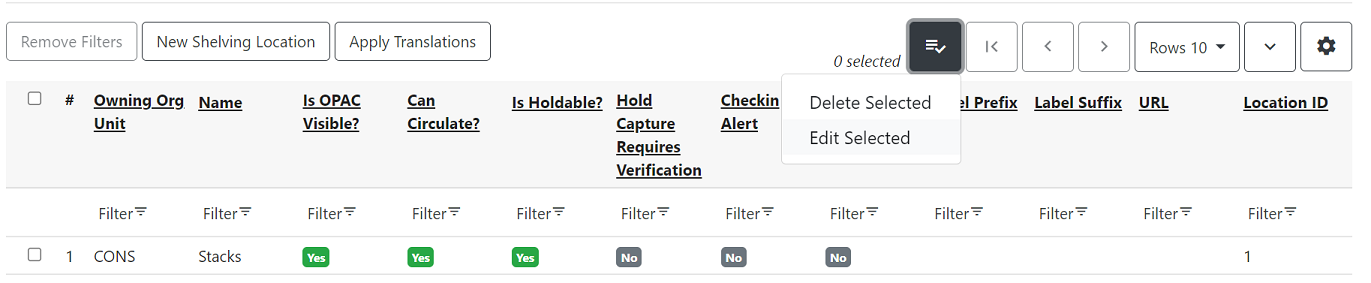 Remove Filters New Shelving Location Apply Translations 0 selected Rows 10
Delete Selected
Edit Selected
# Owning Org Unit Name Is OPAC Visible? Can Circulate? Is Holdable? Hold Capture Requires Verification Checkin Alert Prefix Label Suffix URL Location ID
Filter Filter Filter Filter Filter Filter Filter Filter Filter Filter Filter Filter
1 CONS Stacks Yes Yes Yes No No No 1